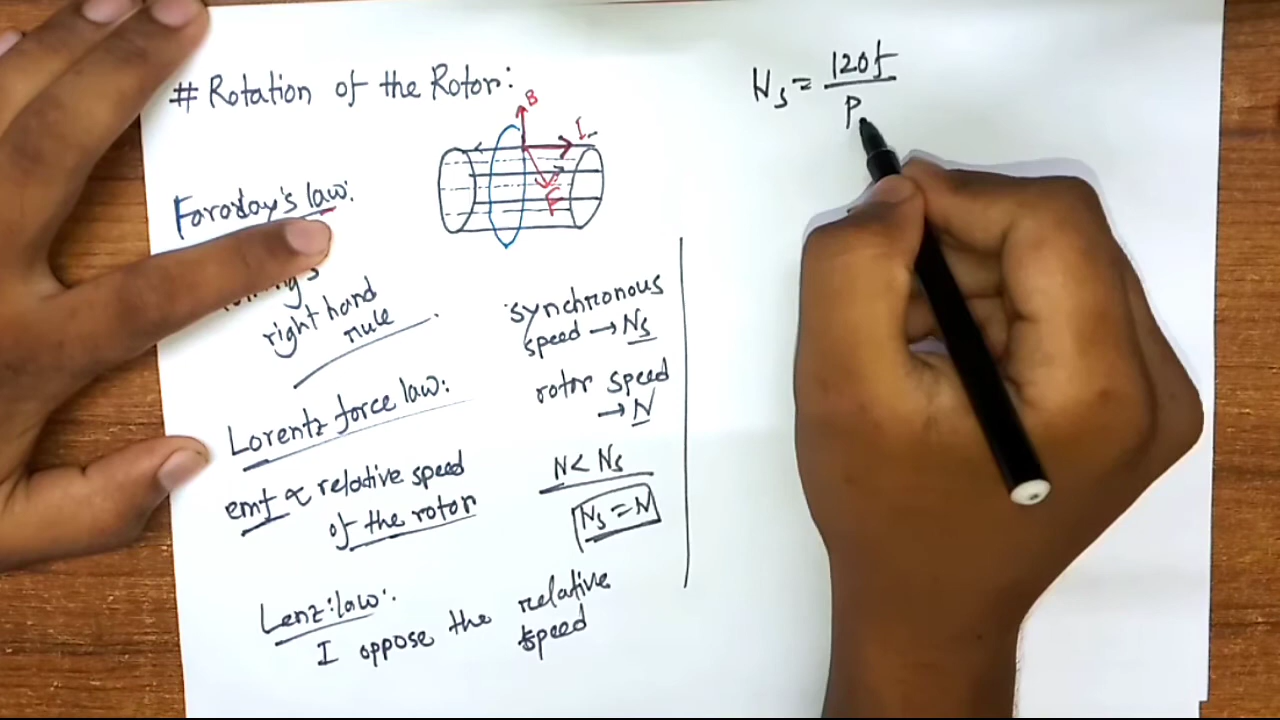 # Rotation of the Rotor:
B
I
F
Faraday's law:
right hand
rule
Lorentz force law:
emf ∝ relative speed
of the rotor
Lenz:law:
I oppose the relative
speed
synchronous
speed → Ns
rotor speed
→ N
N < Ns
Ns = N
Ns = 120f
P